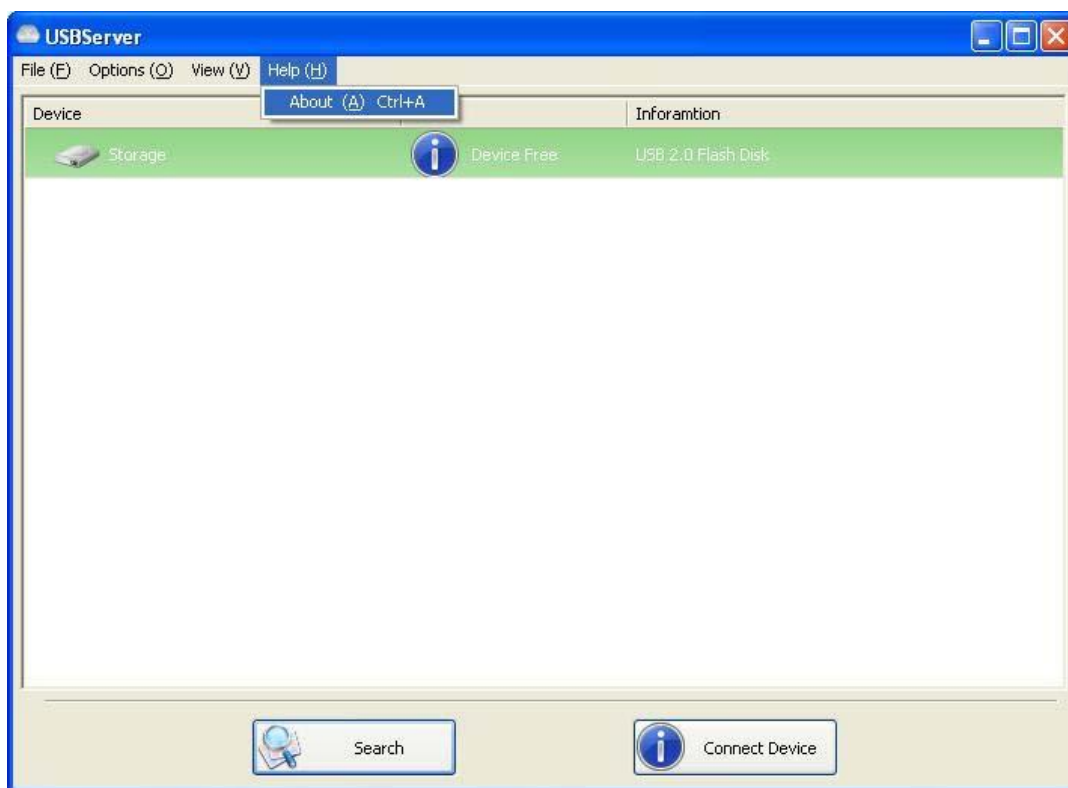 USBServer
File (F) Options (O) View (V) Help (H)
About (A) Ctrl+A
Device Inforamtion
Storage Device Free USB 2.0 Flash Disk
Search Connect Device